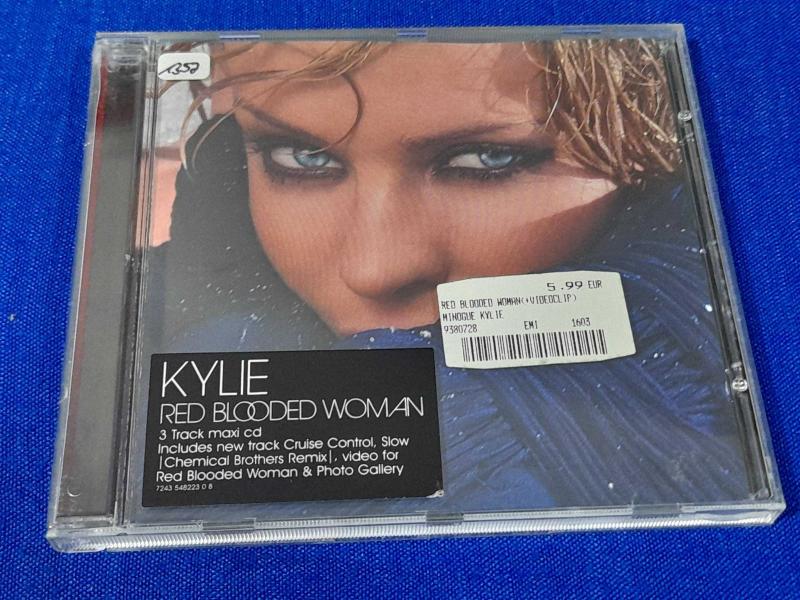 1352
5.99 EUR
RED BLOODED WOMAN(+VIDEOCLIP)
MINOGUE KYLIE
9380728 EMI 1603
KYLIE
RED BLOODED WOMAN
3 Track maxi cd
Includes new track Cruise Control, Slow
|Chemical Brothers Remix|, video for
Red Blooded Woman & Photo Gallery
7243 548223 0 8